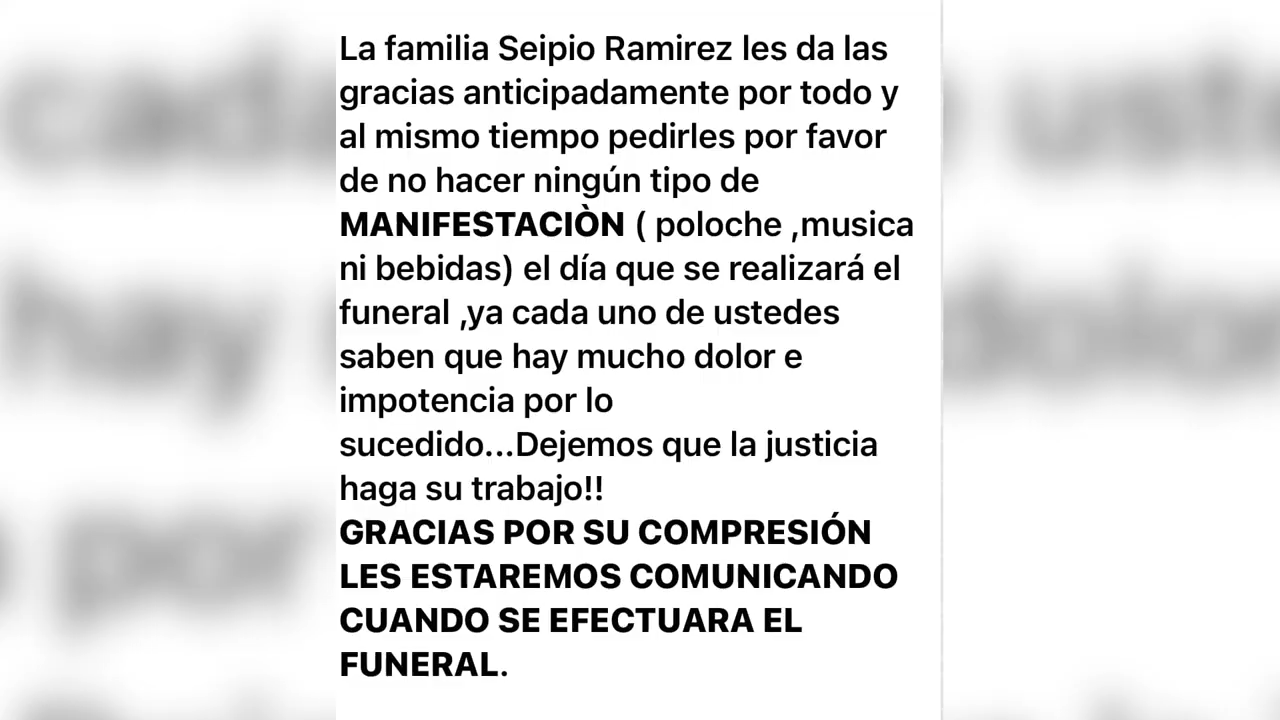 La familia Seipio Ramirez les da las
gracias anticipadamente por todo y
al mismo tiempo pedirles por favor
de no hacer ningún tipo de
MANIFESTACIÒN ( poloche ,musica
ni bebidas) el día que se realizará el
funeral ,ya cada uno de ustedes
saben que hay mucho dolor e
impotencia por lo
sucedido...Dejemos que la justicia
haga su trabajo!!
GRACIAS POR SU COMPRESIÓN
LES ESTAREMOS COMUNICANDO
CUANDO SE EFECTUARA EL
FUNERAL.